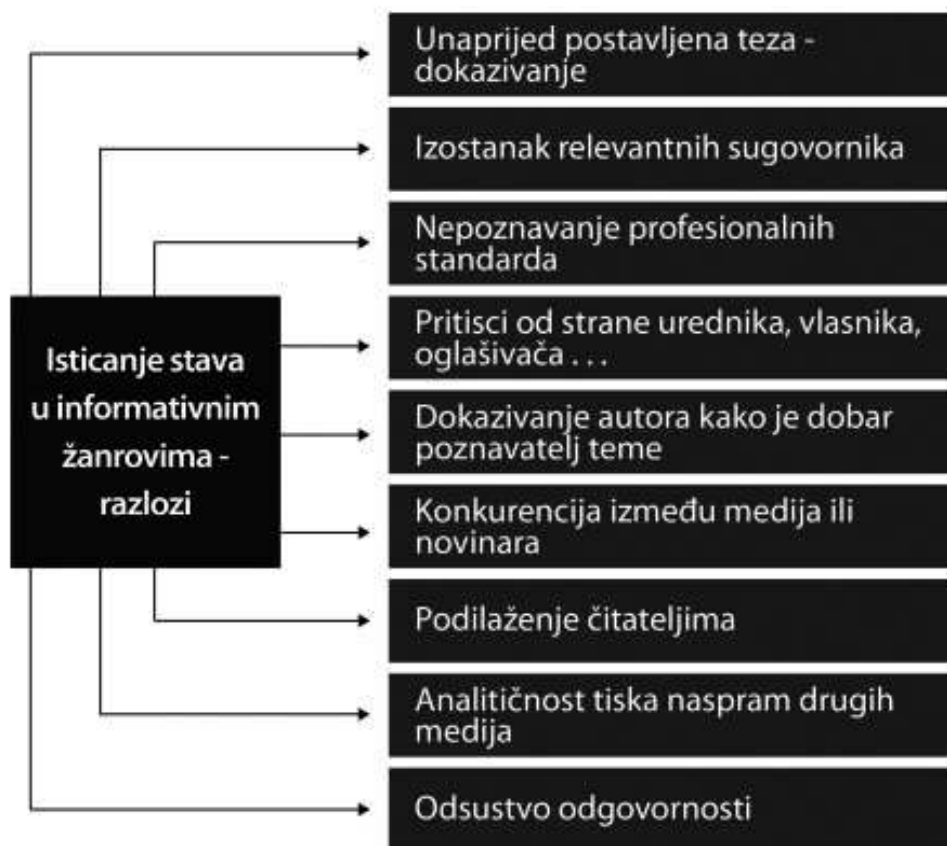 Isticanje stava
u informativnim
žanrovima -
razlozi
Unaprijed postavljena teza -
dokazivanje
Izostanak relevantnih sugovornika
Nepoznavanje profesionalnih
standarda
Pritisci od strane urednika, vlasnika,
oglašivača . . .
Dokazivanje autora kako je dobar
poznavatelj teme
Konkurencija između medija ili
novinara
Podilaženje čitateljima
Analitičnost tiska naspram drugih
medija
Odsustvo odgovornosti